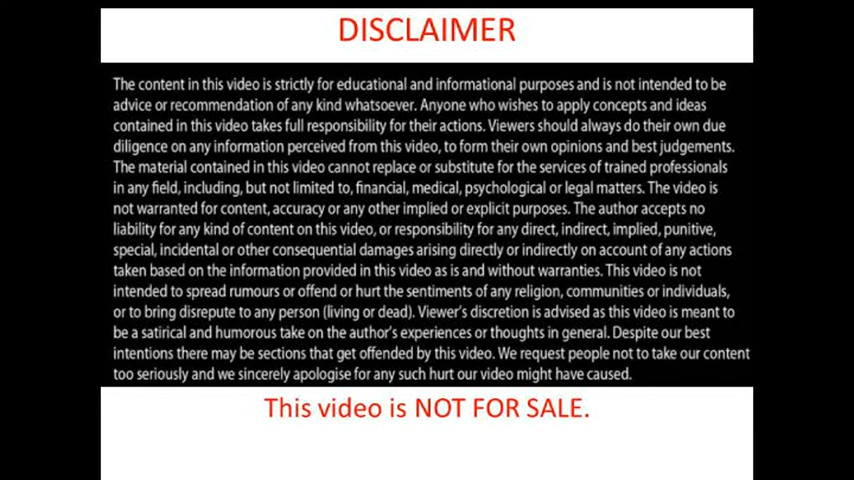 DISCLAIMER
The content in this video is strictly for educational and informational purposes and is not intended to be
advice or recommendation of any kind whatsoever. Anyone who wishes to apply concepts and ideas
contained in this video takes full responsibility for their actions. Viewers should always do their own due
diligence on any information perceived from this video, to form their own opinions and best judgements.
The material contained in this video cannot replace or substitute for the services of trained professionals
in any field, including, but not limited to, financial, medical, psychological or legal matters. The video is
not warranted for content, accuracy or any other implied or explicit purposes. The author accepts no
liability for any kind of content on this video, or responsibility for any direct, indirect, implied, punitive,
special, incidental or other consequential damages arising directly or indirectly on account of any actions
taken based on the information provided in this video as is and without warranties. This video is not
intended to spread rumours or offend or hurt the sentiments of any religion, communities or individuals,
or to bring disrepute to any person (living or dead). Viewer's discretion is advised as this video is meant to
be a satirical and humorous take on the author's experiences or thoughts in general. Despite our best
intentions there may be sections that get offended by this video. We request people not to take our content
too seriously and we sincerely apologise for any such hurt our video might have caused.
This video is NOT FOR SALE.